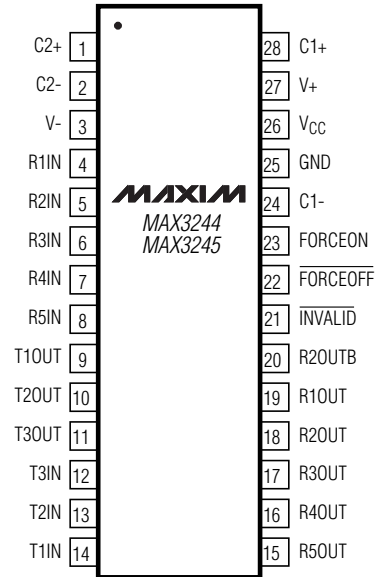 C2+ 1 28 C1+
C2- 2 27 V+
V- 3 26 VCC
R1IN 4 25 GND
R2IN 5 MAXIM 24 C1-
R3IN 6 MAX3244 23 FORCEON
MAX3245
R4IN 7 22 FORCEOFF
R5IN 8 21 INVALID
T1OUT 9 20 R2OUTB
T2OUT 10 19 R1OUT
T3OUT 11 18 R2OUT
T3IN 12 17 R3OUT
T2IN 13 16 R4OUT
T1IN 14 15 R5OUT